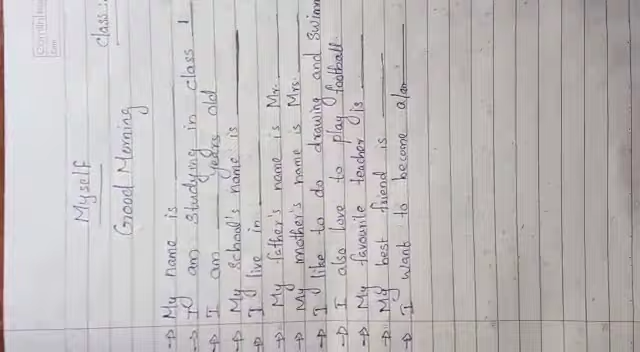 Class:
Myself
Good Morning
→ My name is
→ I am studying in class 1
→ I am years old
→ My school's name is
→ I live in
→ My father's name is Mr.
→ My mother's name is Mrs.
→ I like to do drawing and
→ I also love to play football.
→ My favourite teacher is
→ My best friend is
→ I want to become a/an